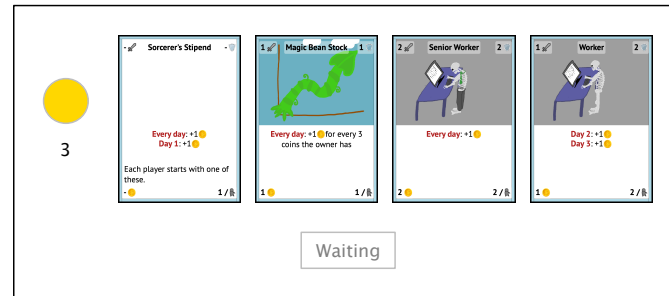 - Sorcerer's Stipend -
1 Magic Bean Stock 1
2 Senior Worker 2
2 Worker 2
3
Every day: +1
Day 1: +1
Each player starts with one of
these.
- 1 /
Every day: +1 for every 3
coins the owner has
1 1 /
Every day: +1
2 2 /
Day 2: +1
Day 3: +1
1 2 /
Waiting